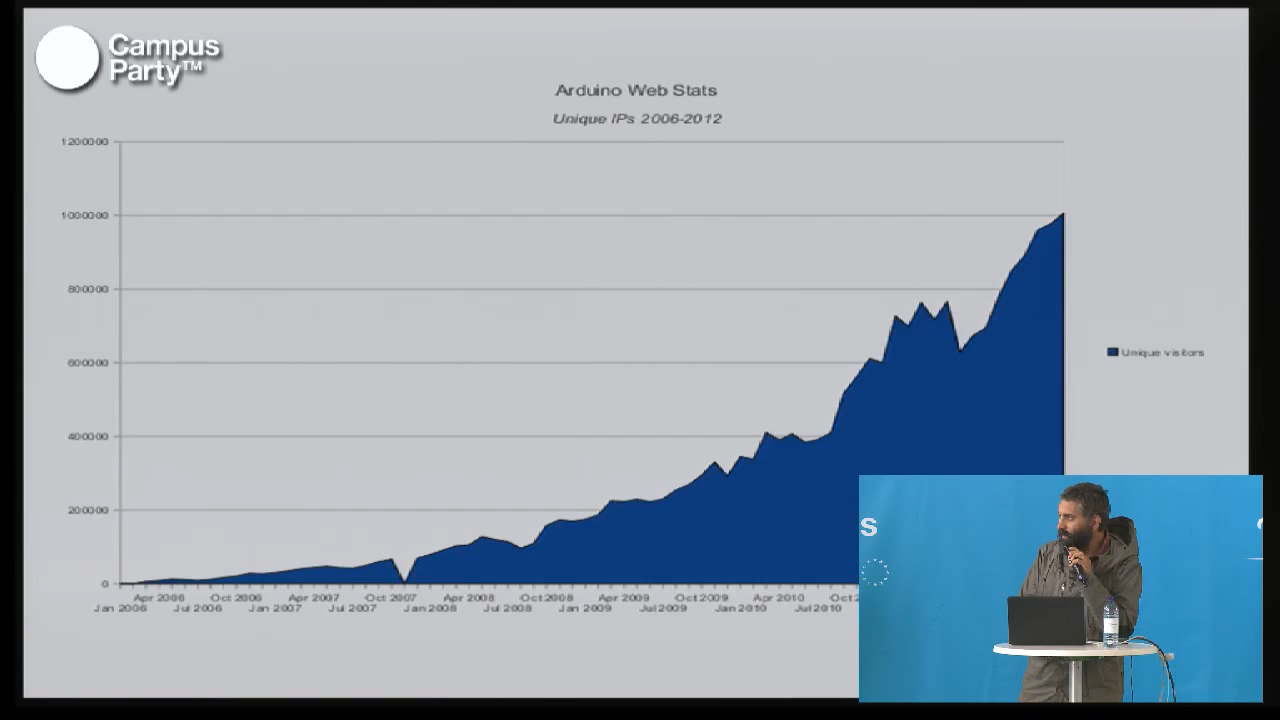 Campus
Party™
Arduino Web Stats
Unique IPs 2006-2012
1200000
1000000
800000
600000
400000
200000
0
Unique visitors
Apr 2006 Oct 2006 Apr 2007 Oct 2007 Apr 2008 Oct 2008 Apr 2009 Oct 2009 Apr 2010 Oct 2
Jan 2006 Jul 2006 Jan 2007 Jul 2007 Jan 2008 Jul 2008 Jan 2009 Jul 2009 Jan 2010 Jul 2010
s